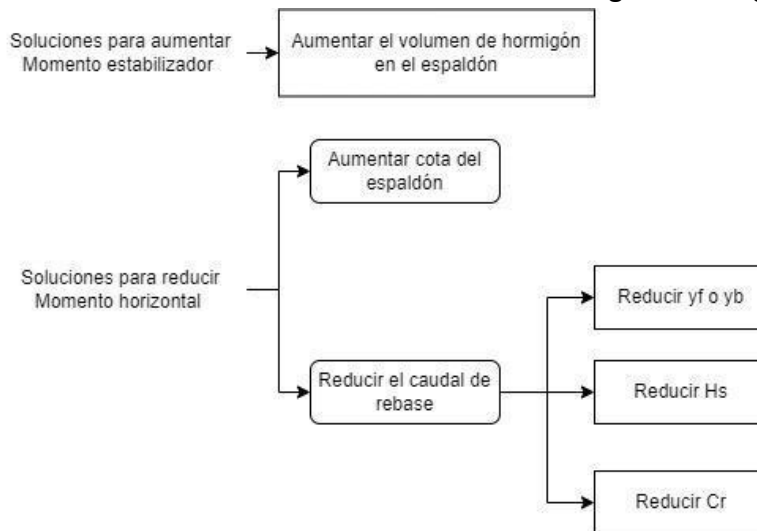 Soluciones para aumentar
Momento estabilizador
Aumentar el volumen de hormigón
en el espaldón
Aumentar cota del
espaldón
Soluciones para reducir
Momento horizontal
Reducir el caudal de
rebase
Reducir yf o yb
Reducir Hs
Reducir Cr